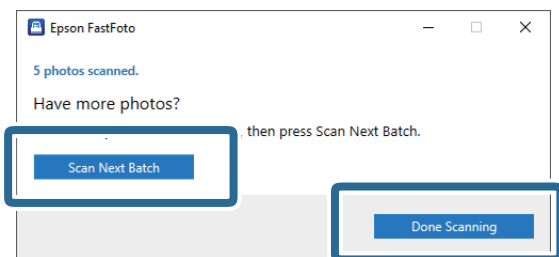 Epson FastFoto
5 photos scanned.
Have more photos?
, then press Scan Next Batch.
Scan Next Batch
Done Scanning